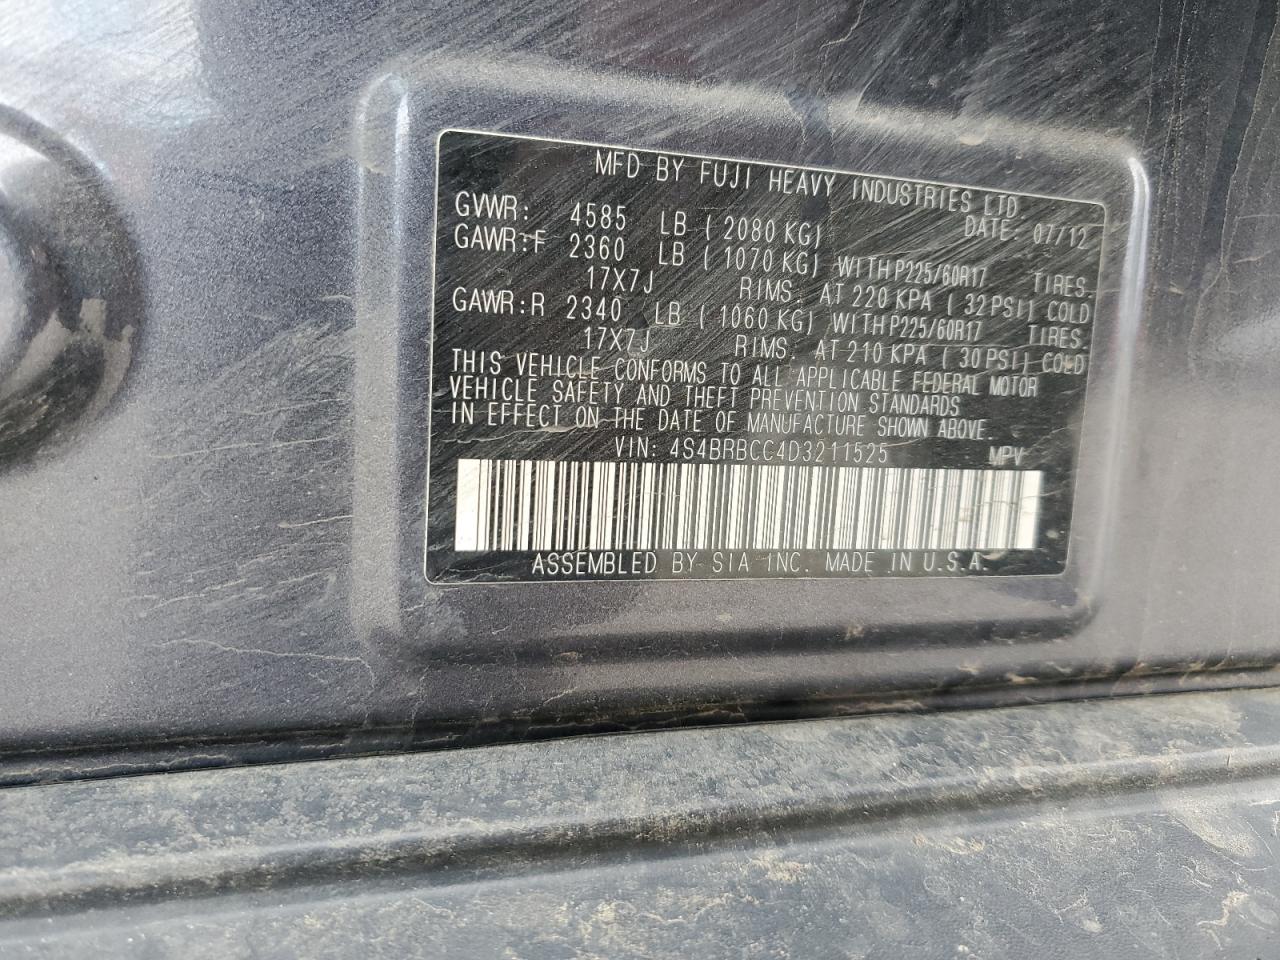 MFD BY FUJI HEAVY INDUSTRIES LTD.
DATE: 07/12
GVWR: 4585 LB ( 2080 KG)
GAWR:F 2360 LB ( 1070 KG) WITH P225/60R17 TIRES.
17X7J RIMS. AT 220 KPA ( 32 PSI) COLD
GAWR:R 2340 LB ( 1060 KG) WITH P225/60R17 TIRES.
17X7J RIMS. AT 210 KPA ( 30 PSI) COLD
THIS VEHICLE CONFORMS TO ALL APPLICABLE FEDERAL MOTOR
VEHICLE SAFETY AND THEFT PREVENTION STANDARDS
IN EFFECT ON THE DATE OF MANUFACTURE SHOWN ABOVE.
VIN: 4S4BRBCC4D3211525 MPV
ASSEMBLED BY SIA INC. MADE IN U.S.A.